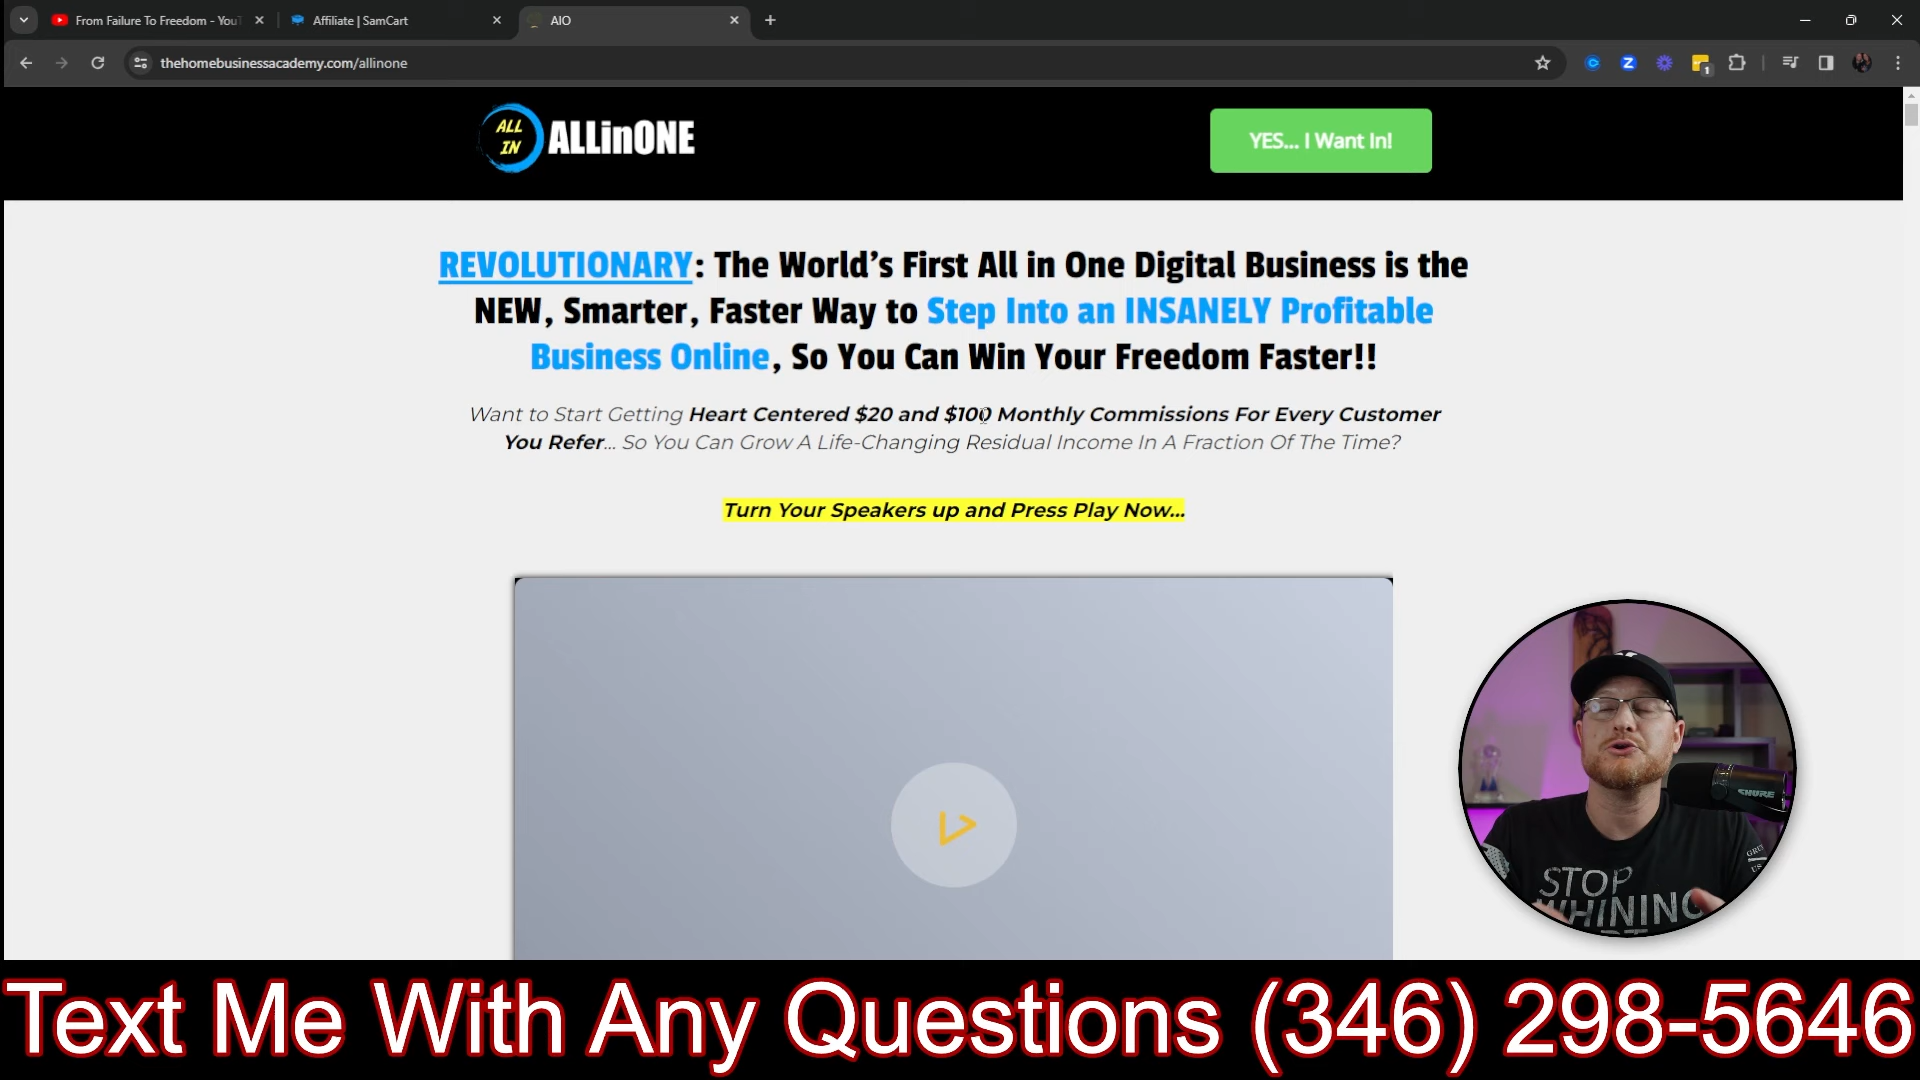 From Failure To Freedom - You
Affiliate | SamCart
AIO
thehomebusinessacademy.com/allinone
1
ALL IN
ALLinONE
YES... I Want In!
REVOLUTIONARY: The World's First All in One Digital Business is the
NEW, Smarter, Faster Way to Step Into an INSANELY Profitable
Business Online, So You Can Win Your Freedom Faster!!
Want to Start Getting Heart Centered $20 and $100 Monthly Commissions For Every Customer
You Refer... So You Can Grow A Life-Changing Residual Income In A Fraction Of The Time?
Turn Your Speakers up and Press Play Now...
SHURE
STOP
WHINING
Text Me With Any Questions (346) 298-5646